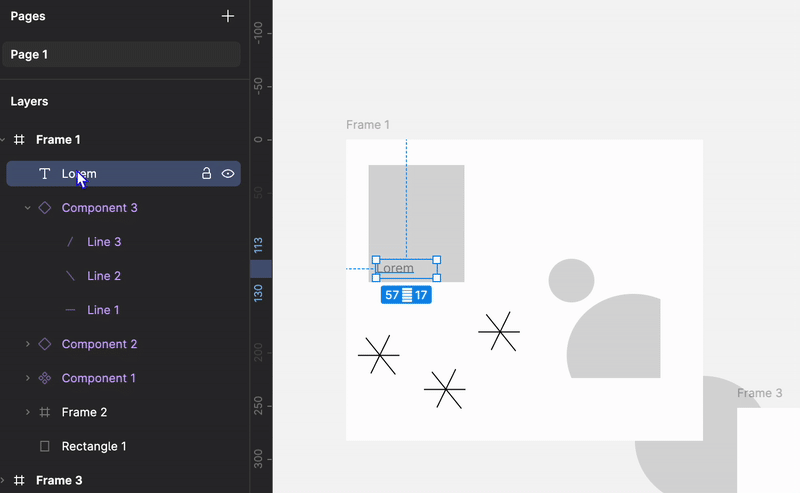 Pages
Page 1
Layers
Frame 1
Lorem
Component 3
Line 3
Line 2
Line 1
Component 2
Component 1
Frame 2
Rectangle 1
Frame 3
-100
-50
0
50
113
130
200
250
300
Frame 1
Lorem
57 17
Frame 3